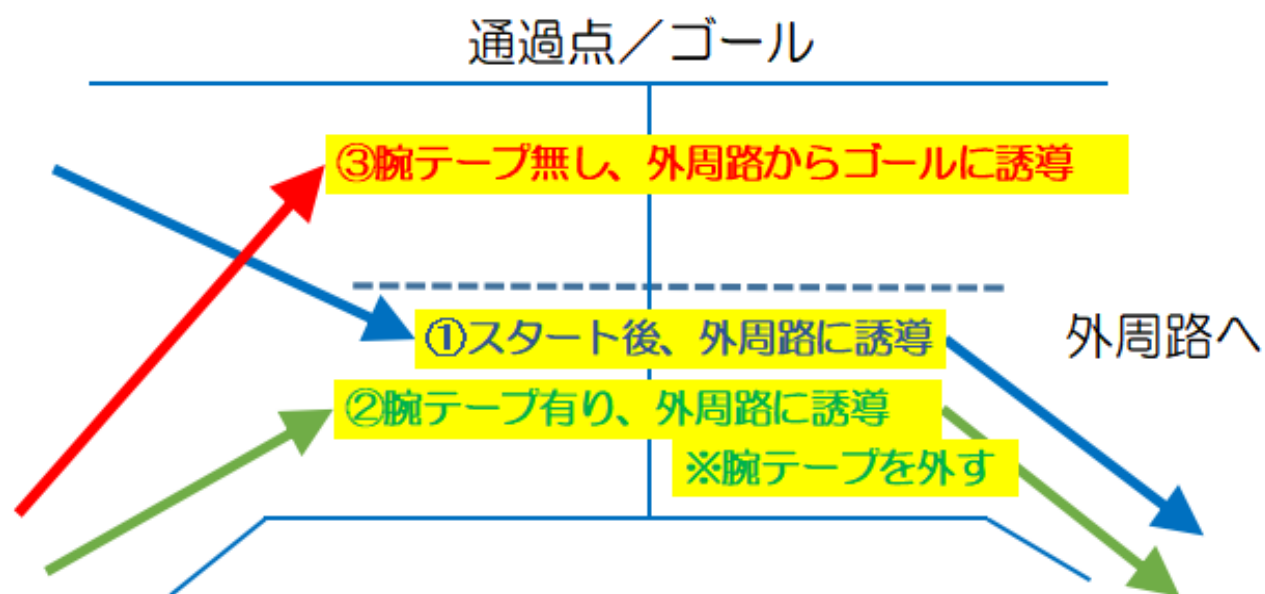 通過点／ゴール
③腕テープ無し、外周路からゴールに誘導
①スタート後、外周路に誘導
外周路へ
②腕テープ有り、外周路に誘導
※腕テープを外す